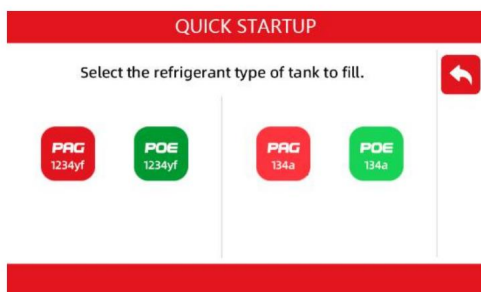 QUICK STARTUP
Select the refrigerant type of tank to fill.
PAG
1234yf
POE
1234yf
PAG
134a
POE
134a